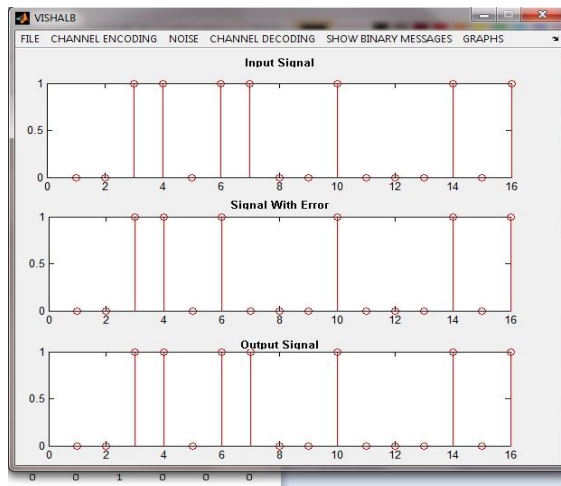 VISHALB
FILE CHANNEL ENCODING NOISE CHANNEL DECODING SHOW BINARY MESSAGES GRAPHS
Input Signal
1
0.5
0
0 2 4 6 8 10 12 14 16
Signal With Error
1
0.5
0
0 2 4 6 8 10 12 14 16
Output Signal
1
0.5
0
0 2 4 6 8 10 12 14 16
0 0 1 0 0 0